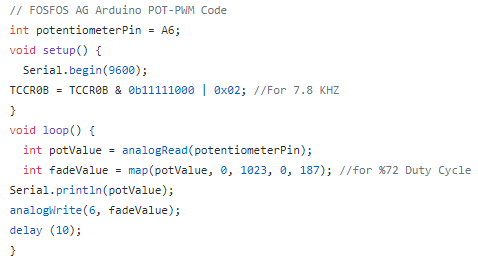 // FOSFOS AG Arduino POT-PWM Code
int potentiometerPin = A6;
void setup() {
  Serial.begin(9600);
TCCR0B = TCCR0B & 0b11111000 | 0x02; //For 7.8 KHZ
}
void loop() {
  int potValue = analogRead(potentiometerPin);
  int fadeValue = map(potValue, 0, 1023, 0, 187); //for %72 Duty Cycle
Serial.println(potValue);
analogWrite(6, fadeValue);
delay (10);
}